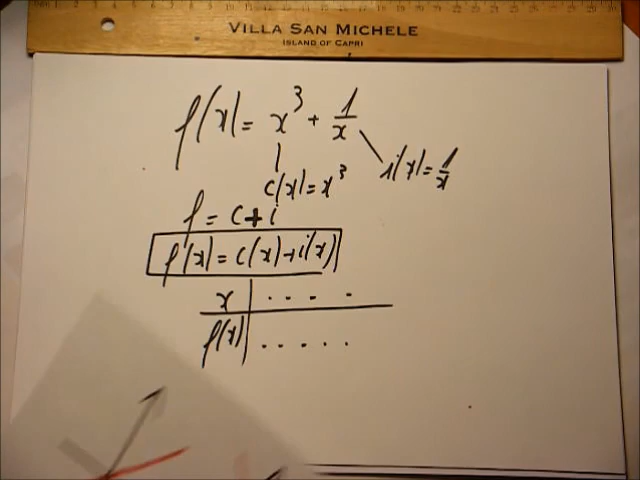 VILLA SAN MICHELE
ISLAND OF CAPRI
f(x) = x³ + 1/x
c(x) = x³
i(x) = 1/x
f = c + i
f(x) = c(x) + i(x)
x | . . . .
f(x) | . . . . .